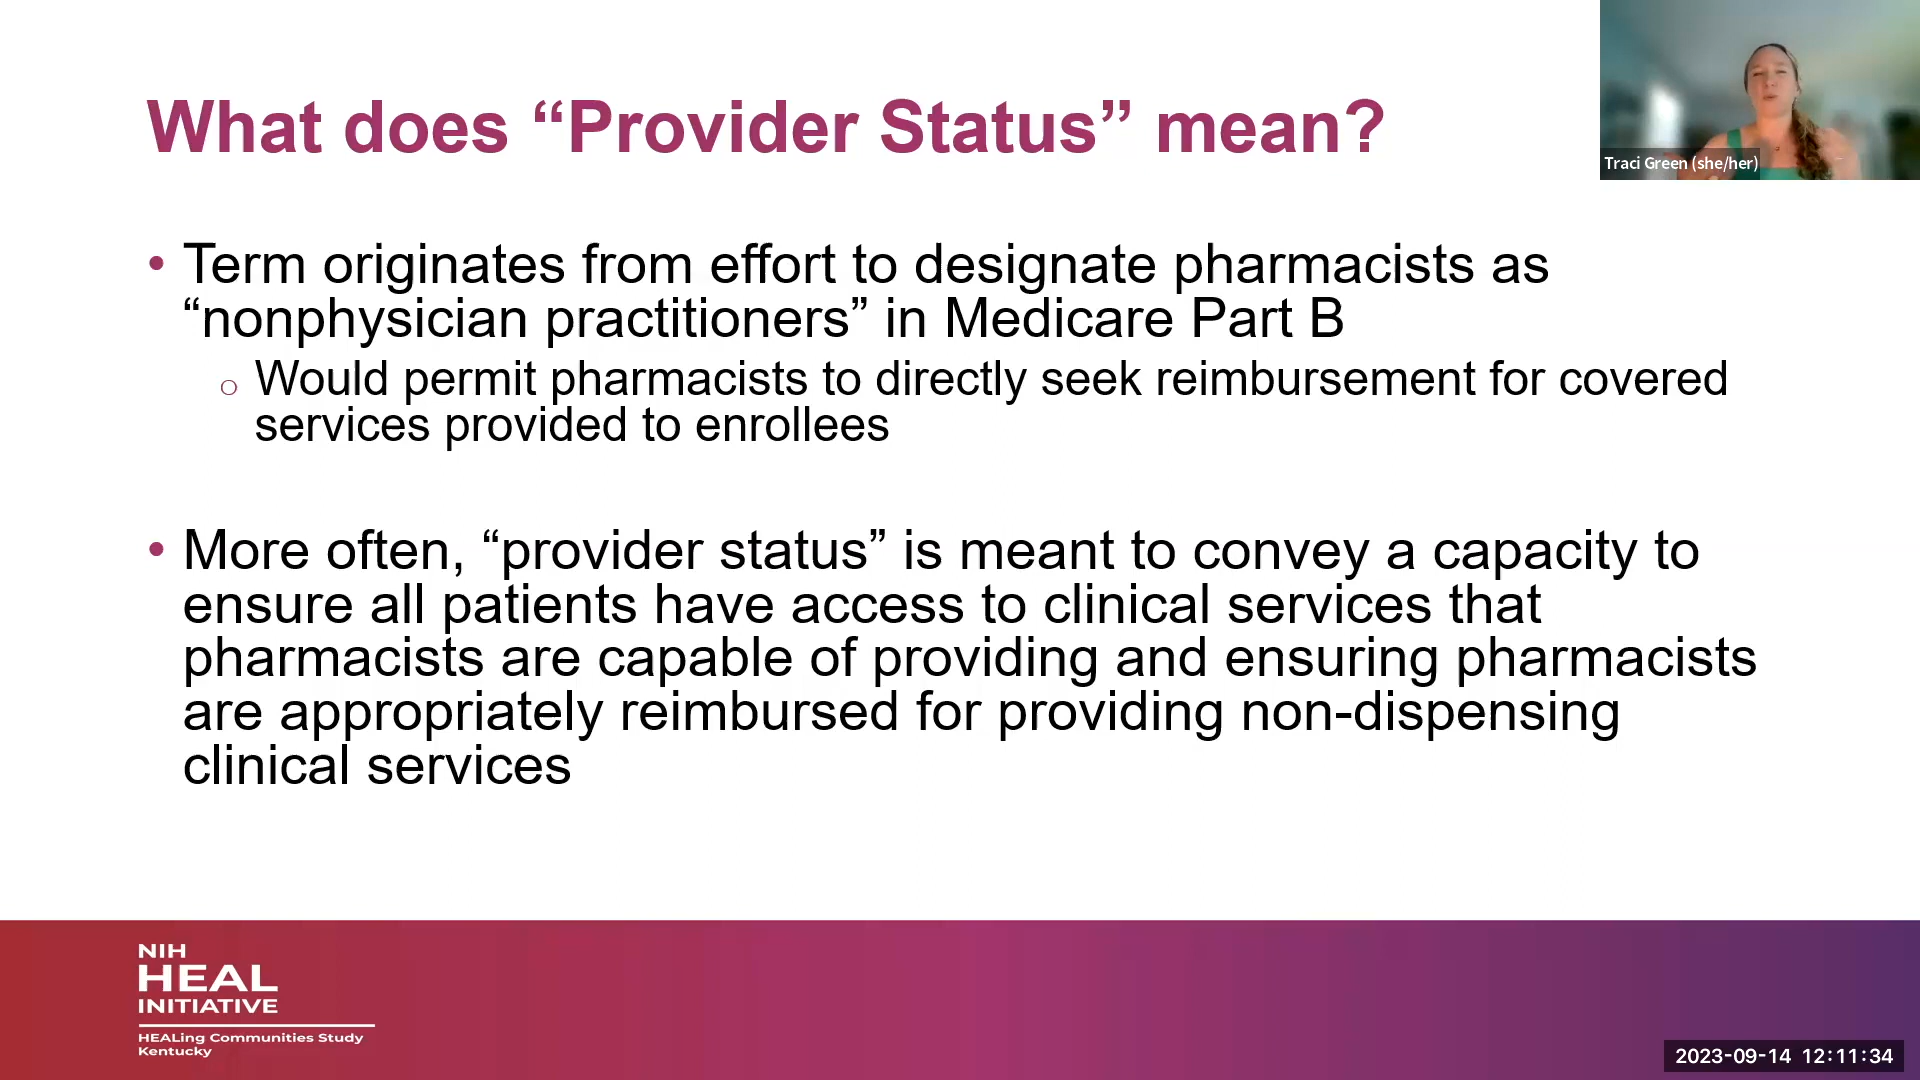 What does “Provider Status” mean?
Traci Green (she/her)
• Term originates from effort to designate pharmacists as
“nonphysician practitioners” in Medicare Part B
o Would permit pharmacists to directly seek reimbursement for covered
services provided to enrollees
• More often, “provider status” is meant to convey a capacity to
ensure all patients have access to clinical services that
pharmacists are capable of providing and ensuring pharmacists
are appropriately reimbursed for providing non-dispensing
clinical services
NIH
HEAL
INITIATIVE
HEALing Communities Study
Kentucky
2023-09-14 12:11:34